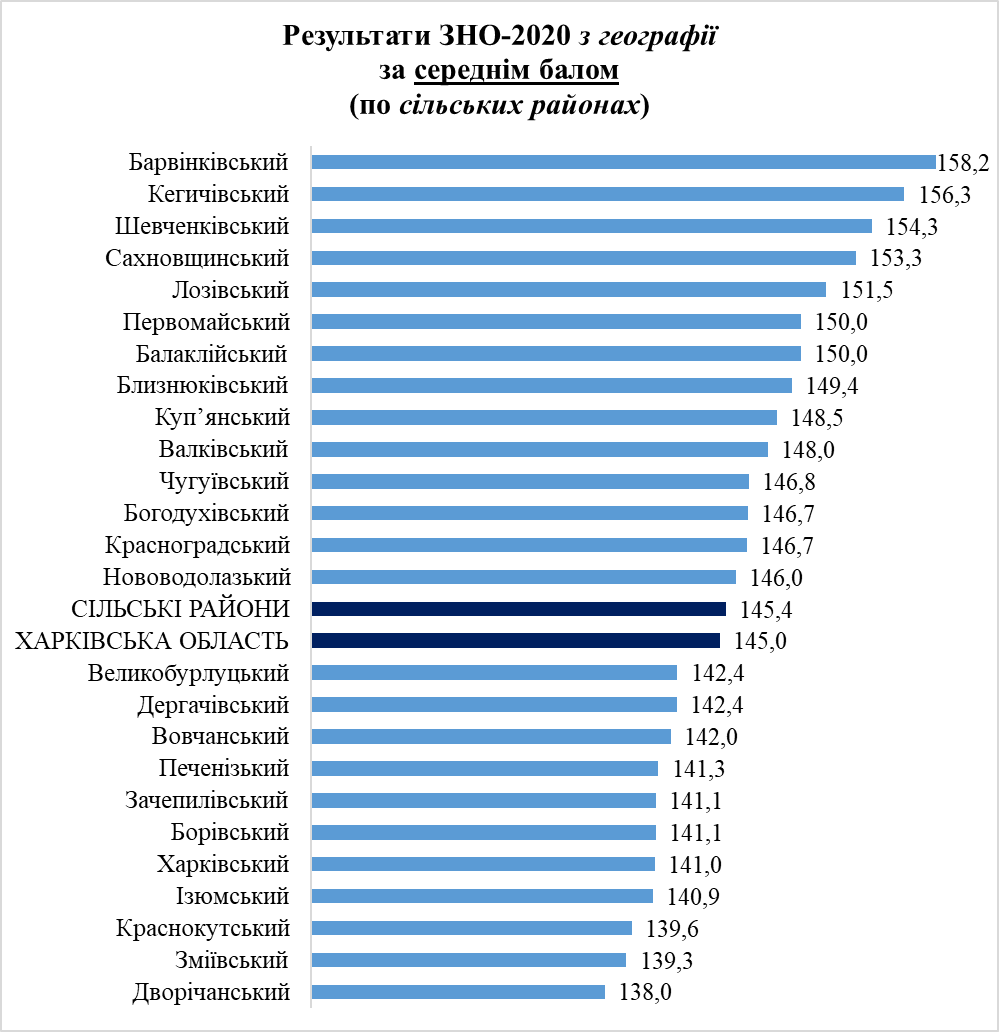 Результати ЗНО-2020 з географії
за середнім балом
(по сільських районах)
Барвінківський 158,2
Кегичівський 156,3
Шевченківський 154,3
Сахновщинський 153,3
Лозівський 151,5
Первомайський 150,0
Балаклійський 150,0
Близнюківський 149,4
Куп’янський 148,5
Валківський 148,0
Чугуївський 146,8
Богодухівський 146,7
Красноградський 146,7
Нововодолазький 146,0
СІЛЬСЬКІ РАЙОНИ 145,4
ХАРКІВСЬКА ОБЛАСТЬ 145,0
Великобурлуцький 142,4
Дергачівський 142,4
Вовчанський 142,0
Печенізький 141,3
Зачепилівський 141,1
Борівський 141,1
Харківський 141,0
Ізюмський 140,9
Краснокутський 139,6
Зміївський 139,3
Дворічанський 138,0